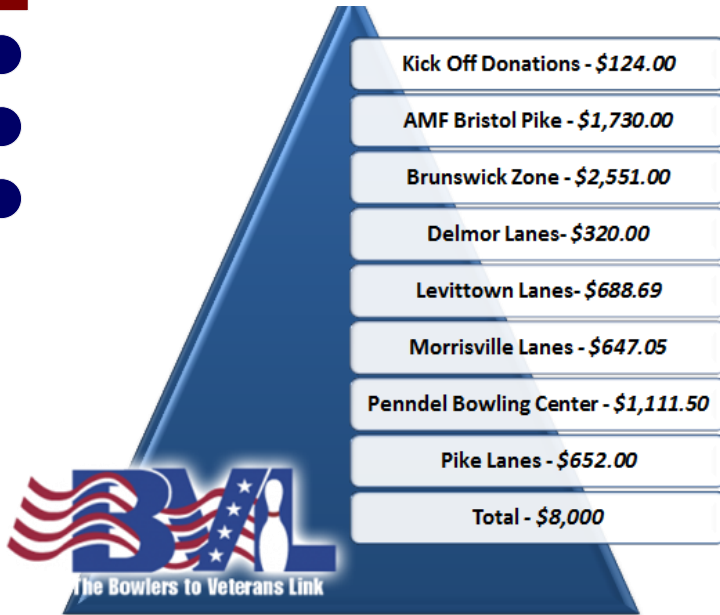 Kick Off Donations - $124.00
AMF Bristol Pike - $1,730.00
Brunswick Zone - $2,551.00
Delmor Lanes- $320.00
Levittown Lanes- $688.69
Morrisville Lanes - $647.05
Penndel Bowling Center - $1,111.50
Pike Lanes - $652.00
Total - $8,000
BVL
The Bowlers to Veterans Link